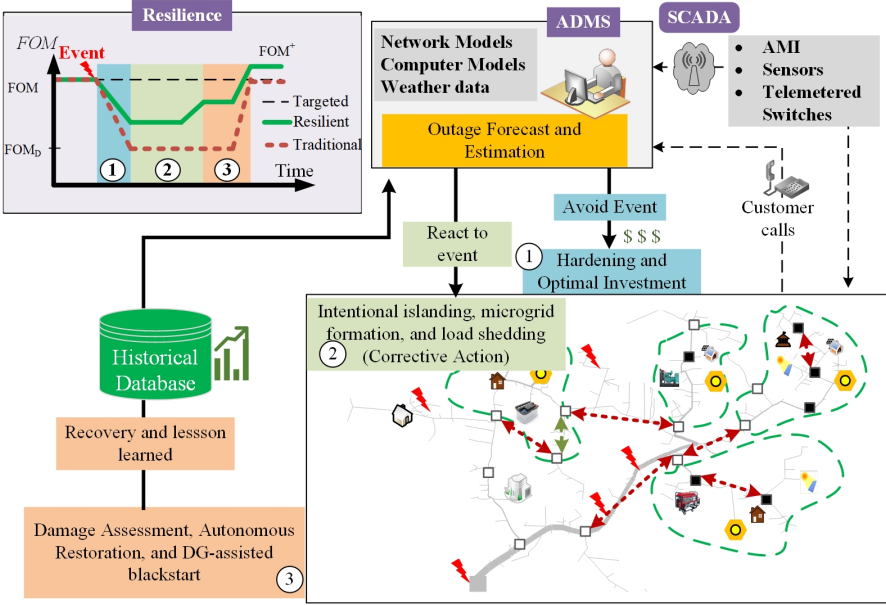 Resilience
FOM
Event
FOM⁺
FOM
Targeted
Resilient
Traditional
FOM_D
1
2
3
Time
ADMS
Network Models
Computer Models
Weather data
Outage Forecast and
Estimation
SCADA
• AMI
• Sensors
• Telemetered
Switches
Customer
calls
React to
event
Avoid Event
$ $ $
1
Hardening and
Optimal Investment
Intentional islanding, microgrid
formation, and load shedding
(Corrective Action)
2
Historical
Database
Recovery and lessson
learned
Damage Assessment, Autonomous
Restoration, and DG-assisted
blackstart
3